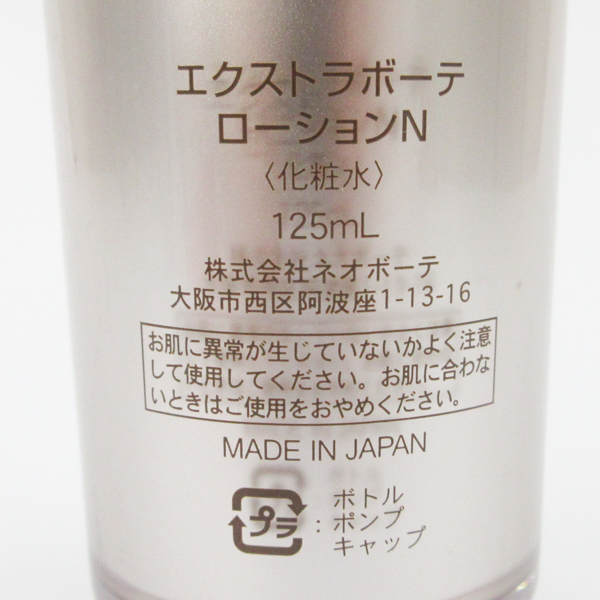 エクストラボーテ
ローションN
〈化粧水〉
125mL
株式会社ネオボーテ
大阪市西区阿波座1-13-16
お肌に異常が生じていないかよく注意
して使用してください。お肌に合わな
いときはご使用をおやめください。
MADE IN JAPAN
プラ : ボトル
ポンプ
キャップ